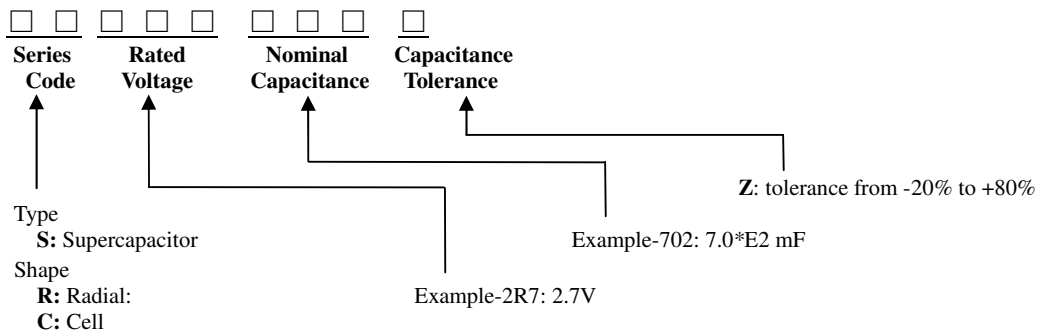 □ □ □ □ □ □ □ □ □
Series Rated Nominal Capacitance
Code Voltage Capacitance Tolerance
Z: tolerance from -20% to +80%
Type
S: Supercapacitor
Example-702: 7.0*E2 mF
Shape
R: Radial:
Example-2R7: 2.7V
C: Cell